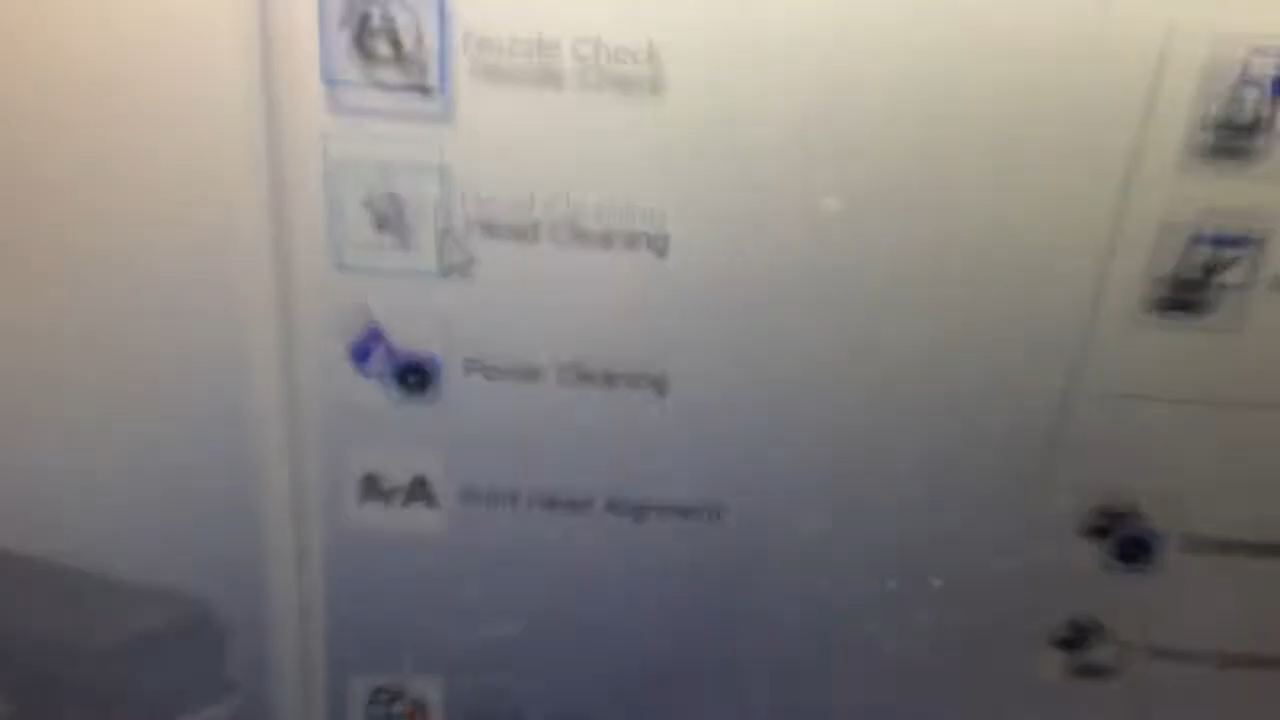 Nozzle Check
Head Cleaning
Power Cleaning
Print Head Alignment